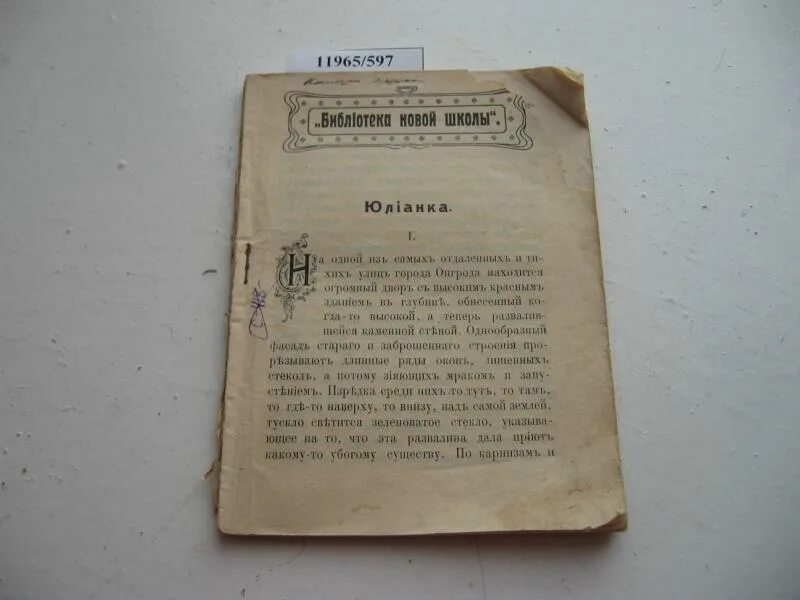 11965/597
„Библіотека новой школы".
Юліанка.
I.
На одной изъ самыхъ отдаленныхъ и ти-
хихъ улицъ города Онгрода находится
огромный дворъ съ высокимъ краснымъ
зданіемъ въ глубинѣ, обнесенный ко-
гда-то высокой, а теперь развалив-
шейся каменной стѣной. Однообразный
фасадъ стараго и заброшеннаго строенія про-
рѣзываютъ длинные ряды оконъ, лишенныхъ
стеколъ, а потому зіяющихъ мракомъ и запу-
стѣніемъ. Изрѣдка среди нихъ то тутъ, то тамъ,
то гдѣ-то наверху, то внизу, надъ самой землей,
тускло свѣтится зеленоватое стекло, указыва-
ющее на то, что эта развалина дала пріютъ
какому-то убогому существу. По карнизамъ и